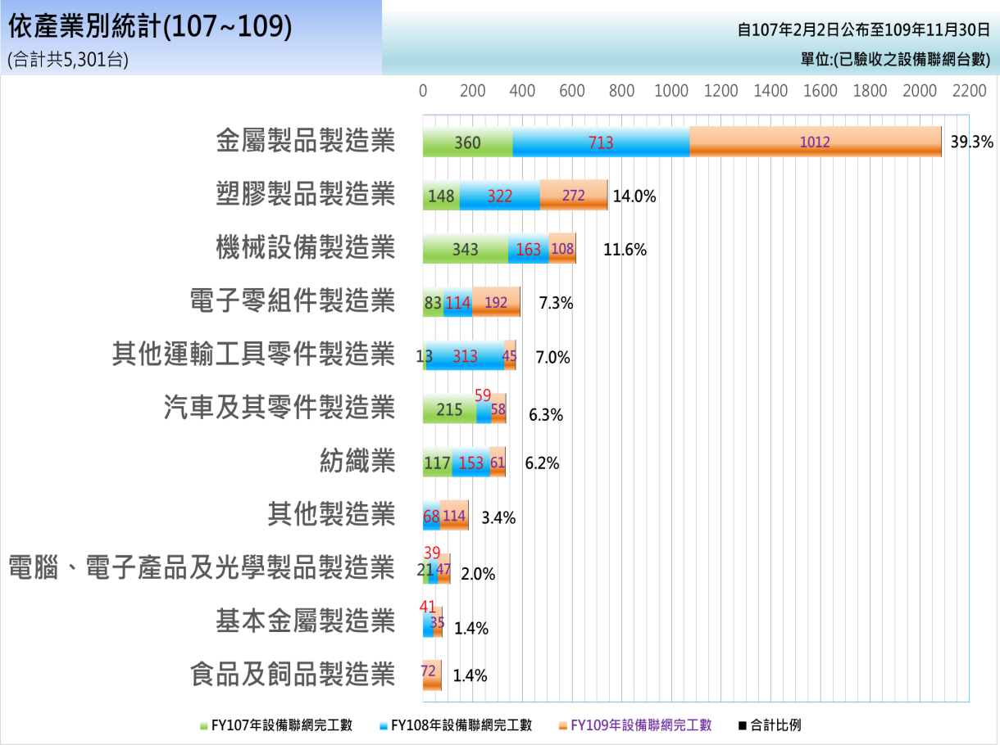 依產業別統計(107~109)
(合計共5,301台)
自107年2月2日公布至109年11月30日
單位:(已驗收之設備聯網台數)
0 200 400 600 800 1000 1200 1400 1600 1800 2000 2200
金屬製品製造業 360 713 1012 39.3%
塑膠製品製造業 148 322 272 14.0%
機械設備製造業 343 163 108 11.6%
電子零組件製造業 83 114 192 7.3%
其他運輸工具零件製造業 13 313 45 7.0%
汽車及其零件製造業 215 59 58 6.3%
紡織業 117 153 61 6.2%
其他製造業 68 114 3.4%
電腦、電子產品及光學製品製造業 21 39 47 2.0%
基本金屬製造業 41 35 1.4%
食品及飼品製造業 72 1.4%
FY107年設備聯網完工數 FY108年設備聯網完工數 FY109年設備聯網完工數 合計比例